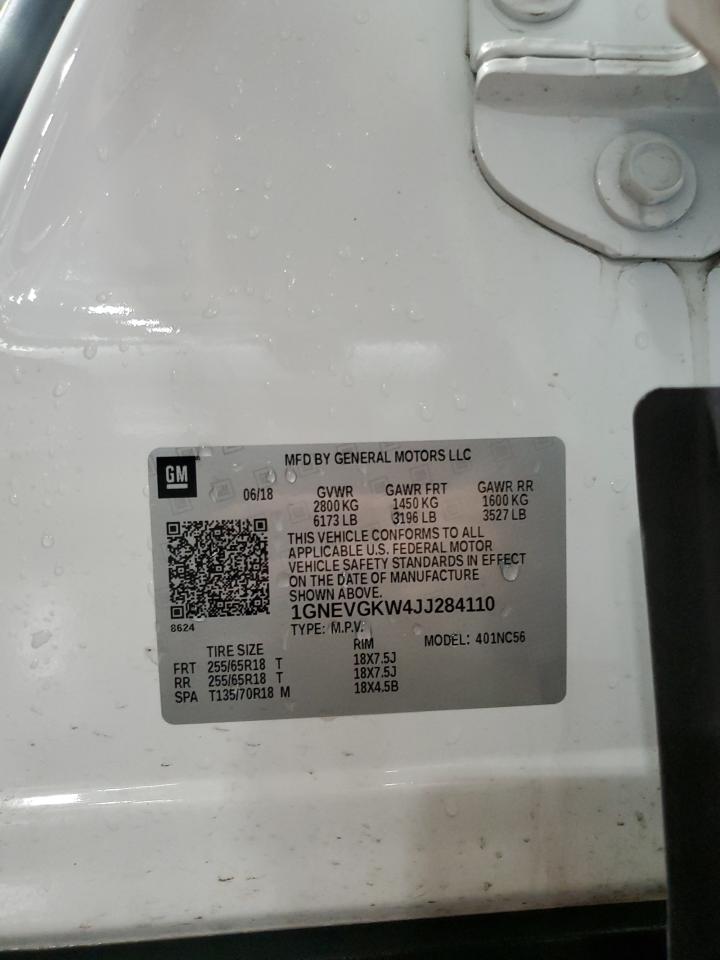 GM
MFD BY GENERAL MOTORS LLC
06/18 GVWR GAWR FRT GAWR RR
2800 KG 1450 KG 1600 KG
6173 LB 3196 LB 3527 LB
THIS VEHICLE CONFORMS TO ALL
APPLICABLE U.S. FEDERAL MOTOR
VEHICLE SAFETY STANDARDS IN EFFECT
ON THE DATE OF MANUFACTURE
SHOWN ABOVE.
1GNEVGKW4JJ284110
8624
TYPE: M.P.V.
TIRE SIZE RIM MODEL: 401NC56
FRT 255/65R18 T 18X7.5J
RR 255/65R18 T 18X7.5J
SPA T135/70R18 M 18X4.5B